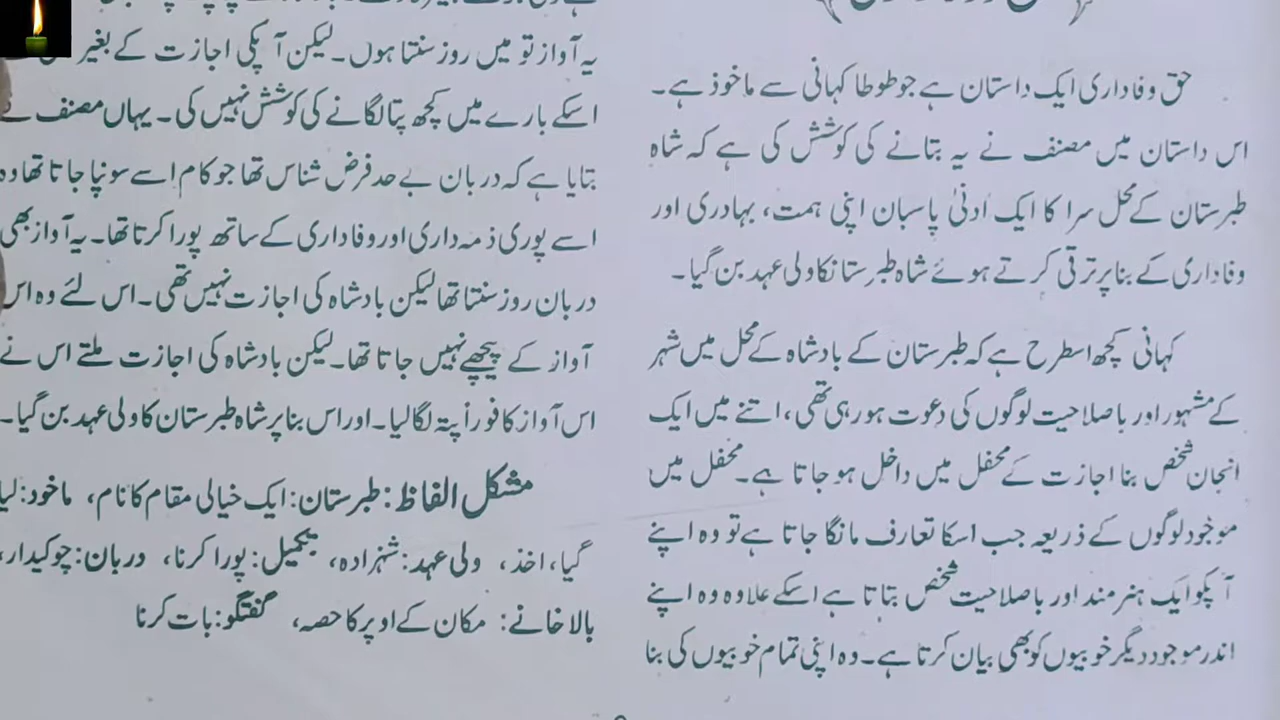 حق وفاداری ایک داستان ہے جو طوطا کہانی سے ماخوذ ہے۔
اس داستان میں مصنف نے یہ بتانے کی کوشش کی ہے کہ شاہِ
طبرستان کے محل سرا کا ایک ادنیٰ پاسبان اپنی ہمت، بہادری اور
وفاداری کے بنا پر ترقی کرتے ہوئے شاہ طبرستانکا ولی عہد بن گیا۔
کہانی کچھ اسطرح ہے کہ طبرستان کے بادشاہ کے محل میں شہر
کے مشہور اور باصلاحیت لوگوں کی دعوت ہو رہی تھی، اتنے میں ایک
انجان شخص بنا اجازت کے محفل میں داخل ہو جاتا ہے۔ محفل میں
موجود لوگوں کے ذریعہ جب اسکا تعارف مانگا جاتا ہے تو وہ اپنے
آپکو ایک ہنرمند اور باصلاحیت شخص بتاتا ہے اسکے علاوہ وہ اپنے
اندر موجود دیگر خوبیوں کو بھی بیان کرتا ہے۔ وہ اپنی تمام خوبیوں کی بنا
یہ آواز تو میں روز سنتا ہوں۔ لیکن آپکی اجازت کے بغیر
اسکے بارے میں کچھ پتا لگانے کی کوشش نہیں کی۔ یہاں مصنف نے
بتایا ہے کہ دربان بے حد فرض شناس تھا جو کام اسے سونپا جاتا تھا وہ
اسے پوری ذمہ داری اور وفاداری کے ساتھ پورا کرتا تھا۔ یہ آواز بھی
دربان روز سنتا تھا لیکن بادشاہ کی اجازت نہیں تھی۔ اس لئے وہ اس
آواز کے پیچھے نہیں جاتا تھا۔ لیکن بادشاہ کی اجازت ملتے اس نے
اس آواز کا فوراً پتہ لگا لیا۔ اور اس بنا پر شاہ طبرستان کا ولی عہد بن گیا۔
مشکل الفاظ: طبرستان: ایک خیالی مقام کا نام، ماخود: لیا
گیا، اخذ، ولی عہد: شہزادہ، تکمیل: پورا کرنا، دربان: چوکیدار،
بالا خانے: مکان کے اوپر کا حصہ، گفتگو: بات کرنا